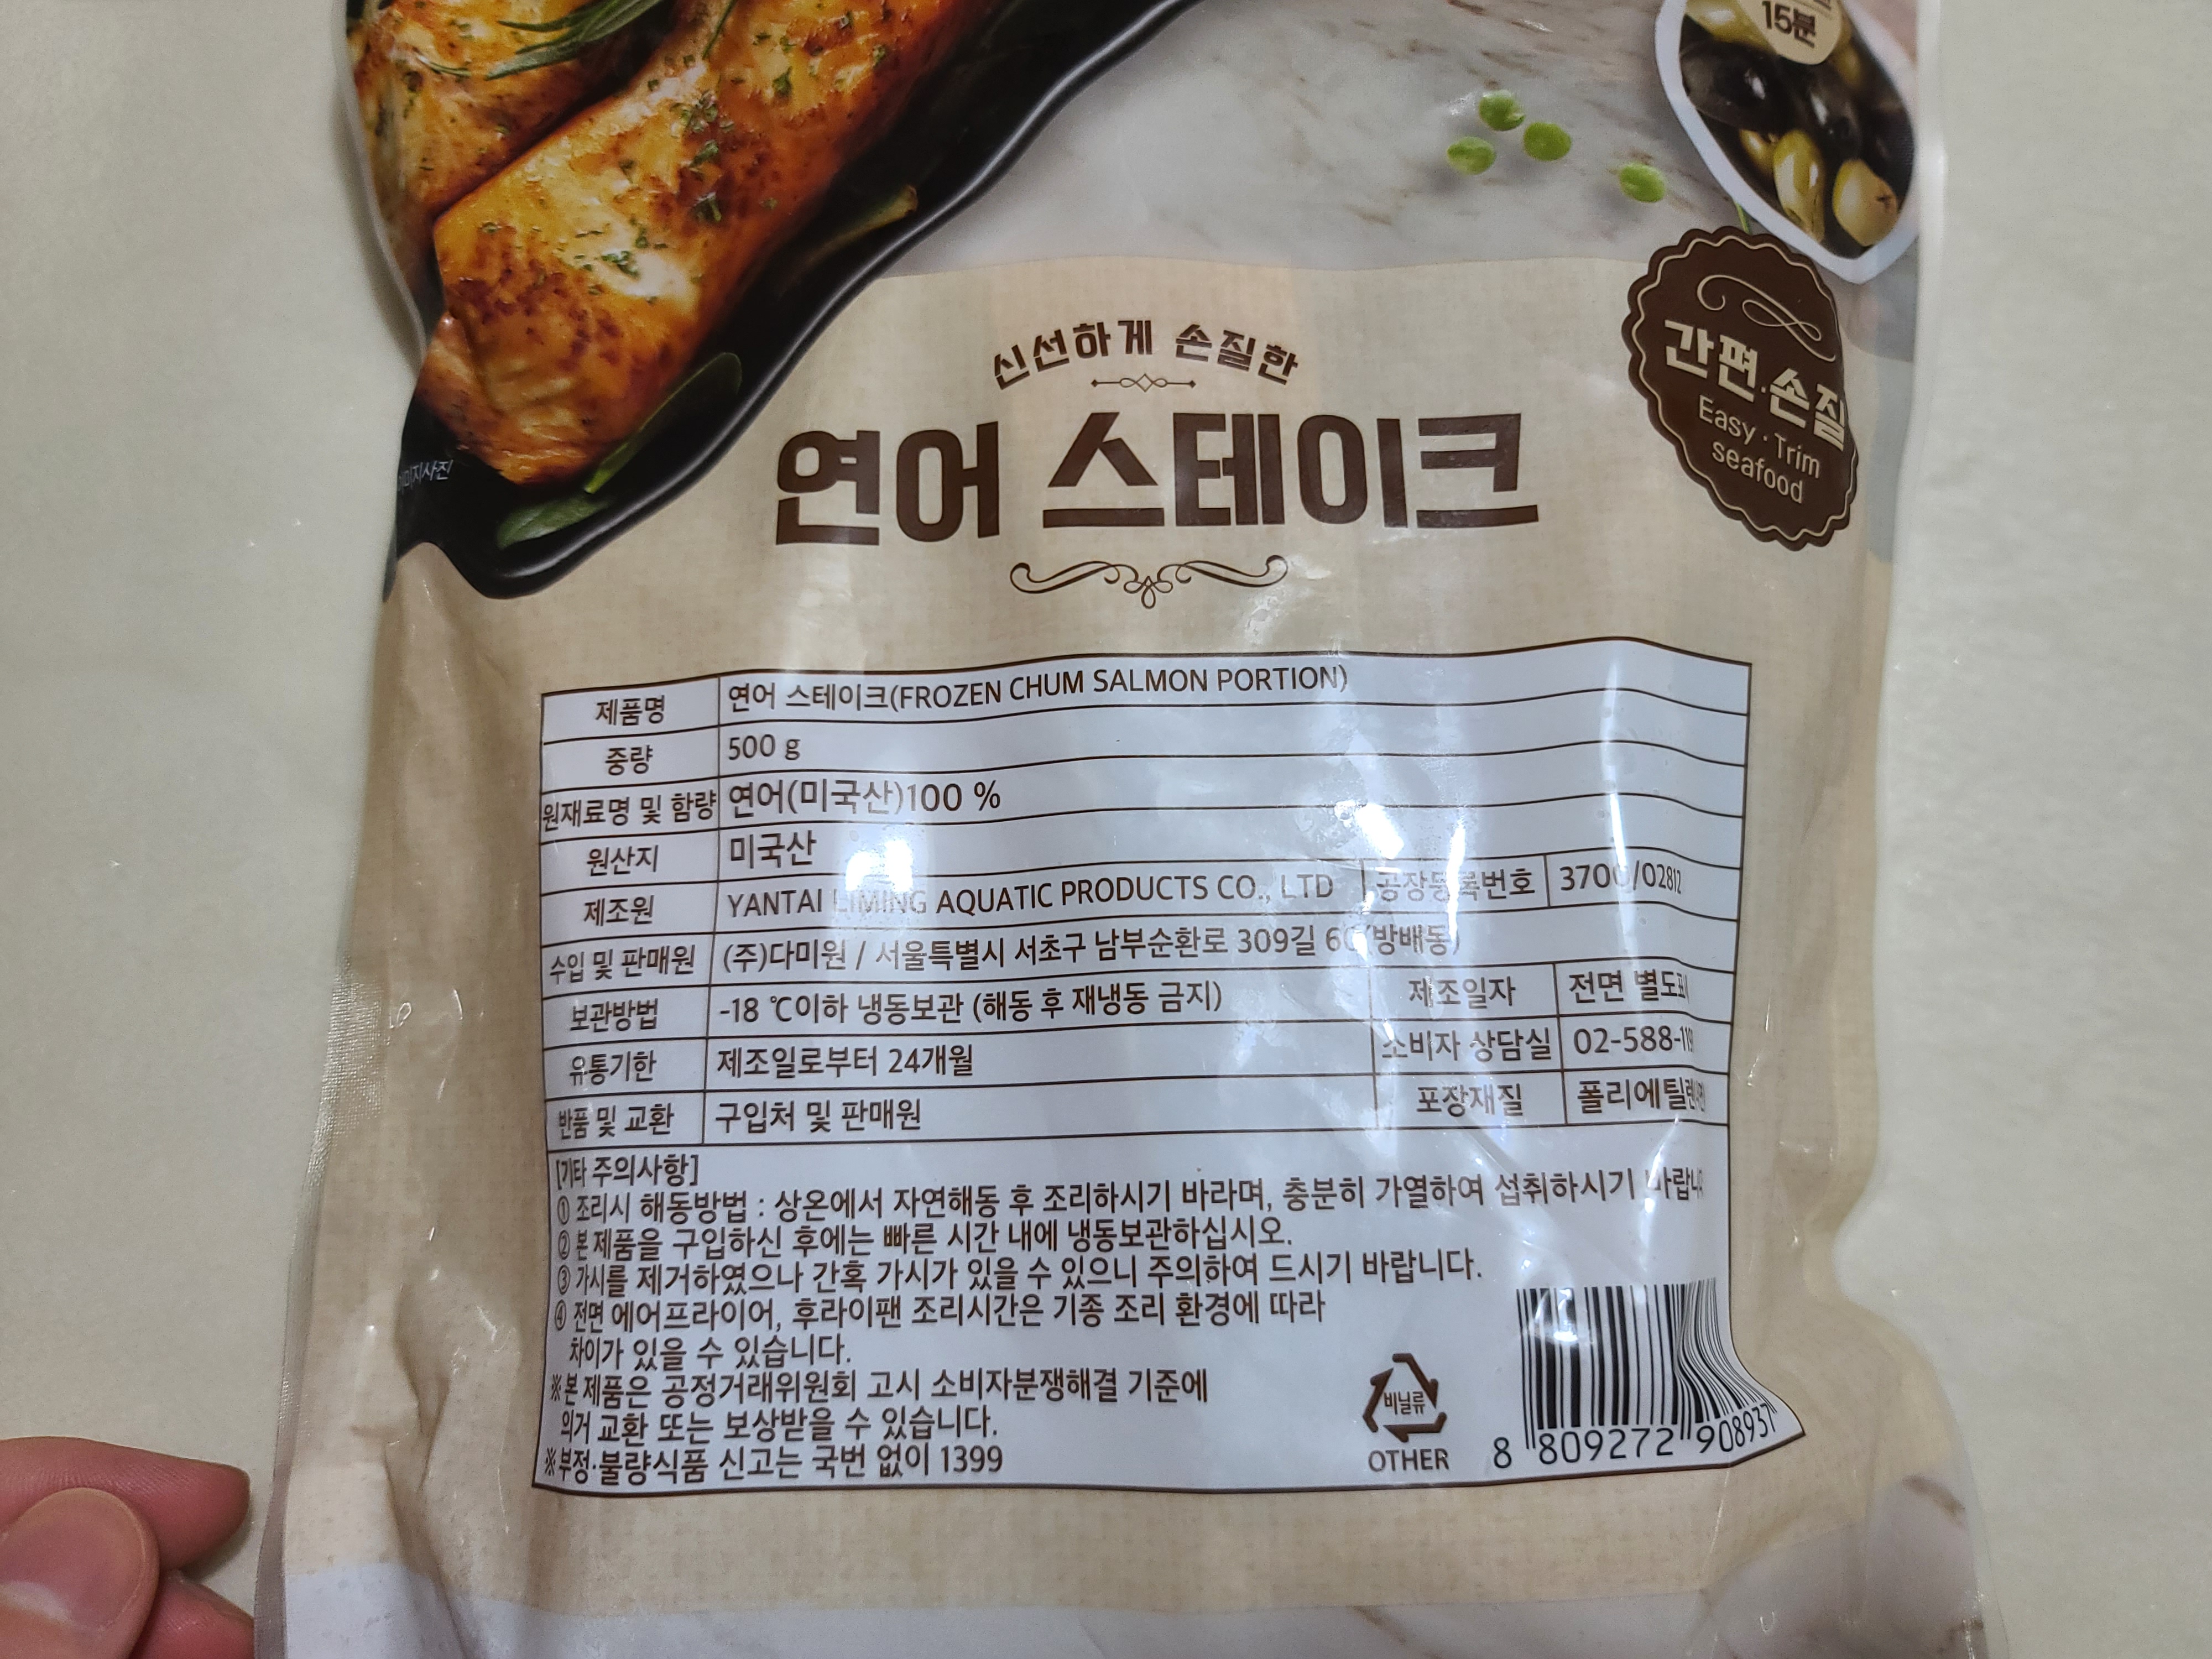 15분
신선하게 손질한
간편·손질
Easy·Trim
seafood
연어 스테이크
이미지사진
제품명 연어 스테이크(FROZEN CHUM SALMON PORTION)
중량 500 g
원재료명 및 함량 연어(미국산)100 %
원산지 미국산
제조원 YANTAI LIMING AQUATIC PRODUCTS CO., LTD 공장등록번호
수입 및 판매원 (주)다미원 / 서울특별시 서초구 남부순환로 309길 (방배동)
보관방법 -18 ℃이하 냉동보관 (해동 후 재냉동 금지) 제조일자 전면 별도표시
유통기한 제조일로부터 24개월 소비자 상담실
반품 및 교환 구입처 및 판매원 포장재질
[기타 주의사항]
① 조리시 해동방법 : 상온에서 자연해동 후 조리하시기 바라며, 충분히 가열하여 섭취하시기 바랍니다
② 본 제품을 구입하신 후에는 빠른 시간 내에 냉동보관하십시오.
③ 가시를 제거하였으나 간혹 가시가 있을 수 있으니 주의하여 드시기 바랍니다.
④ 전면 에어프라이어, 후라이팬 조리시간은 기종 조리 환경에 따라
차이가 있을 수 있습니다.
※본 제품은 공정거래위원회 고시 소비자분쟁해결 기준에
의거 교환 또는 보상받을 수 있습니다.
※부정·불량식품 신고는 국번 없이 1399
비닐류
OTHER
8 809272 908937